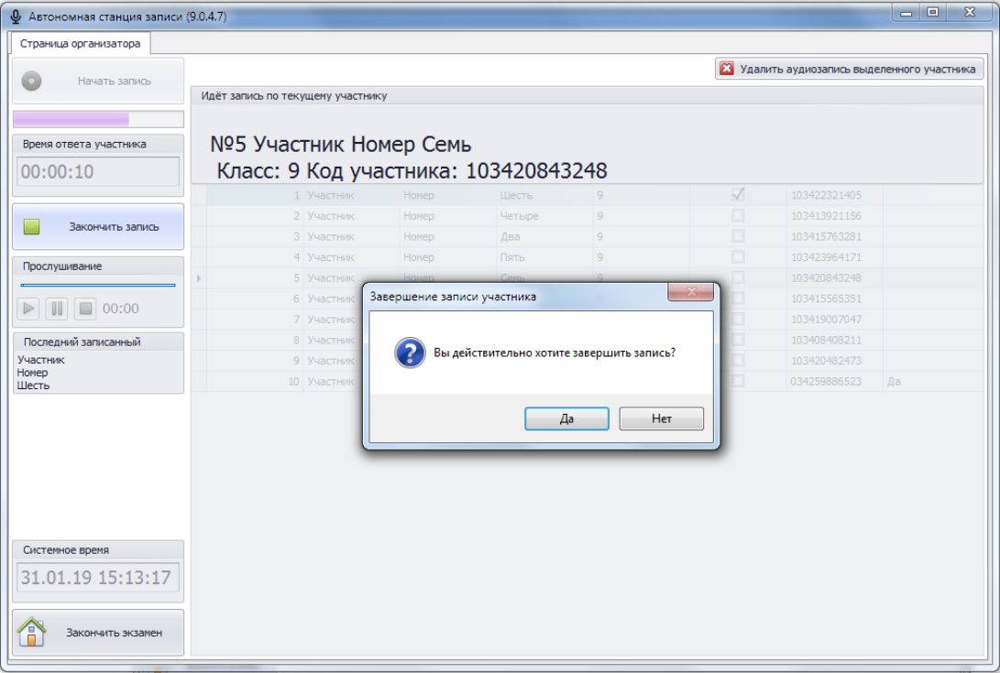 Автономная станция записи (9.0.4.7)
Страница организатора
Начать запись
Удалить аудиозапись выделенного участника
Идёт запись по текущему участнику
Время ответа участника
00:00:10
№5 Участник Номер Семь
Класс: 9 Код участника: 103420843248
Закончить запись
Прослушивание
00:00
Последний записанный
Участник
Номер
Шесть
1 Участник Номер Шесть 9 103422321405
2 Участник Номер Четыре 9 103413921156
3 Участник Номер Два 9 103415763281
4 Участник Номер Пять 9 103423964171
5 Участник Номер Семь 9 103420843248
6 Участник 103415565351
7 Участник 103419007047
8 Участник 103408408211
9 Участник 103420482473
10 Участник 034259886523 Да
Завершение записи участника
Вы действительно хотите завершить запись?
Да Нет
Системное время
31.01.19 15:13:17
Закончить экзамен